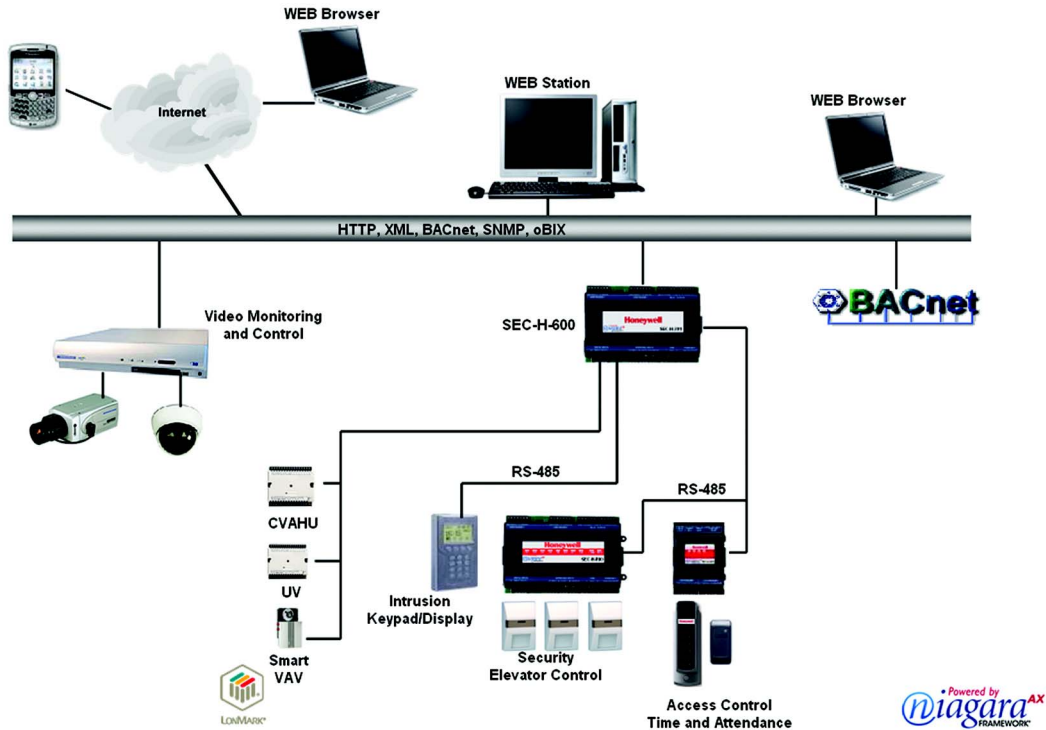 WEB Browser
Internet
WEB Station
WEB Browser
HTTP, XML, BACnet, SNMP, oBIX
Video Monitoring
and Control
SEC-H-600
Honeywell
BACnet
RS-485
RS-485
CVAHU
UV
Smart
VAV
LONMARK®
Intrusion
Keypad/Display
Honeywell
Security
Elevator Control
Access Control
Time and Attendance
Powered by
niagaraAX
FRAMEWORK®